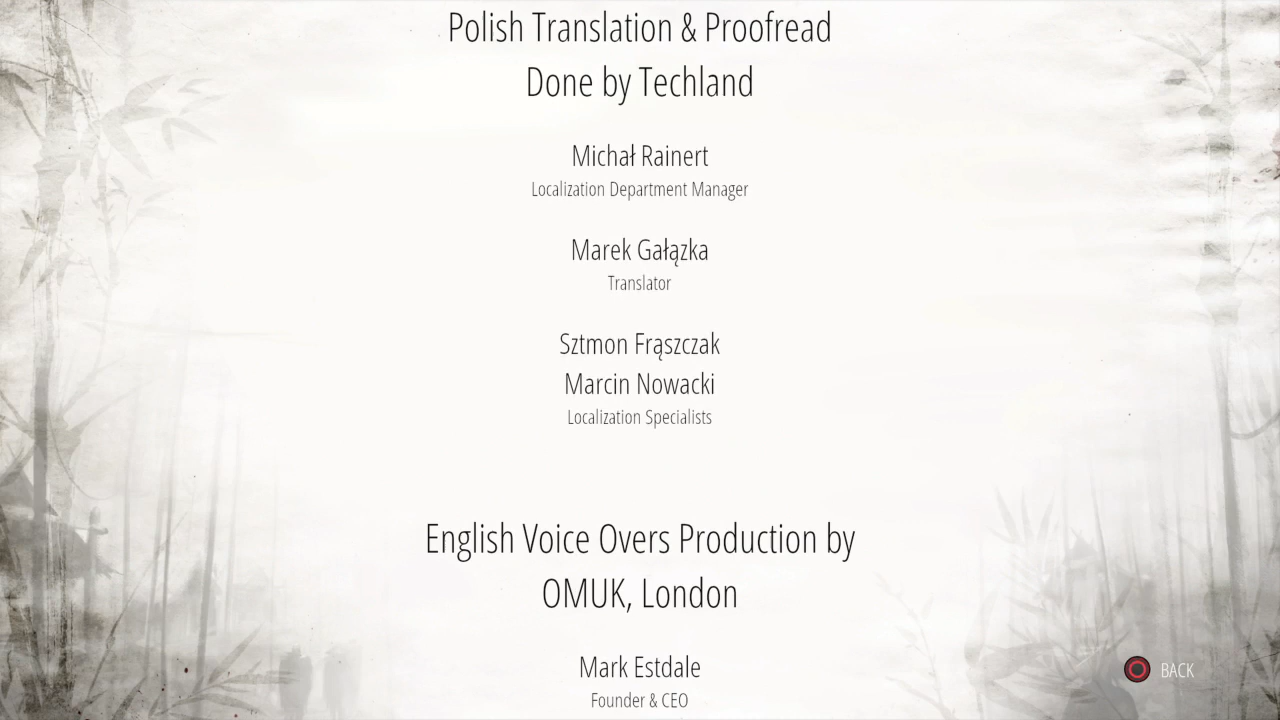 Polish Translation & Proofread
Done by Techland
Michał Rainert
Localization Department Manager
Marek Gałązka
Translator
Sztmon Frąszczak
Marcin Nowacki
Localization Specialists
English Voice Overs Production by
OMUK, London
Mark Estdale
Founder & CEO
BACK